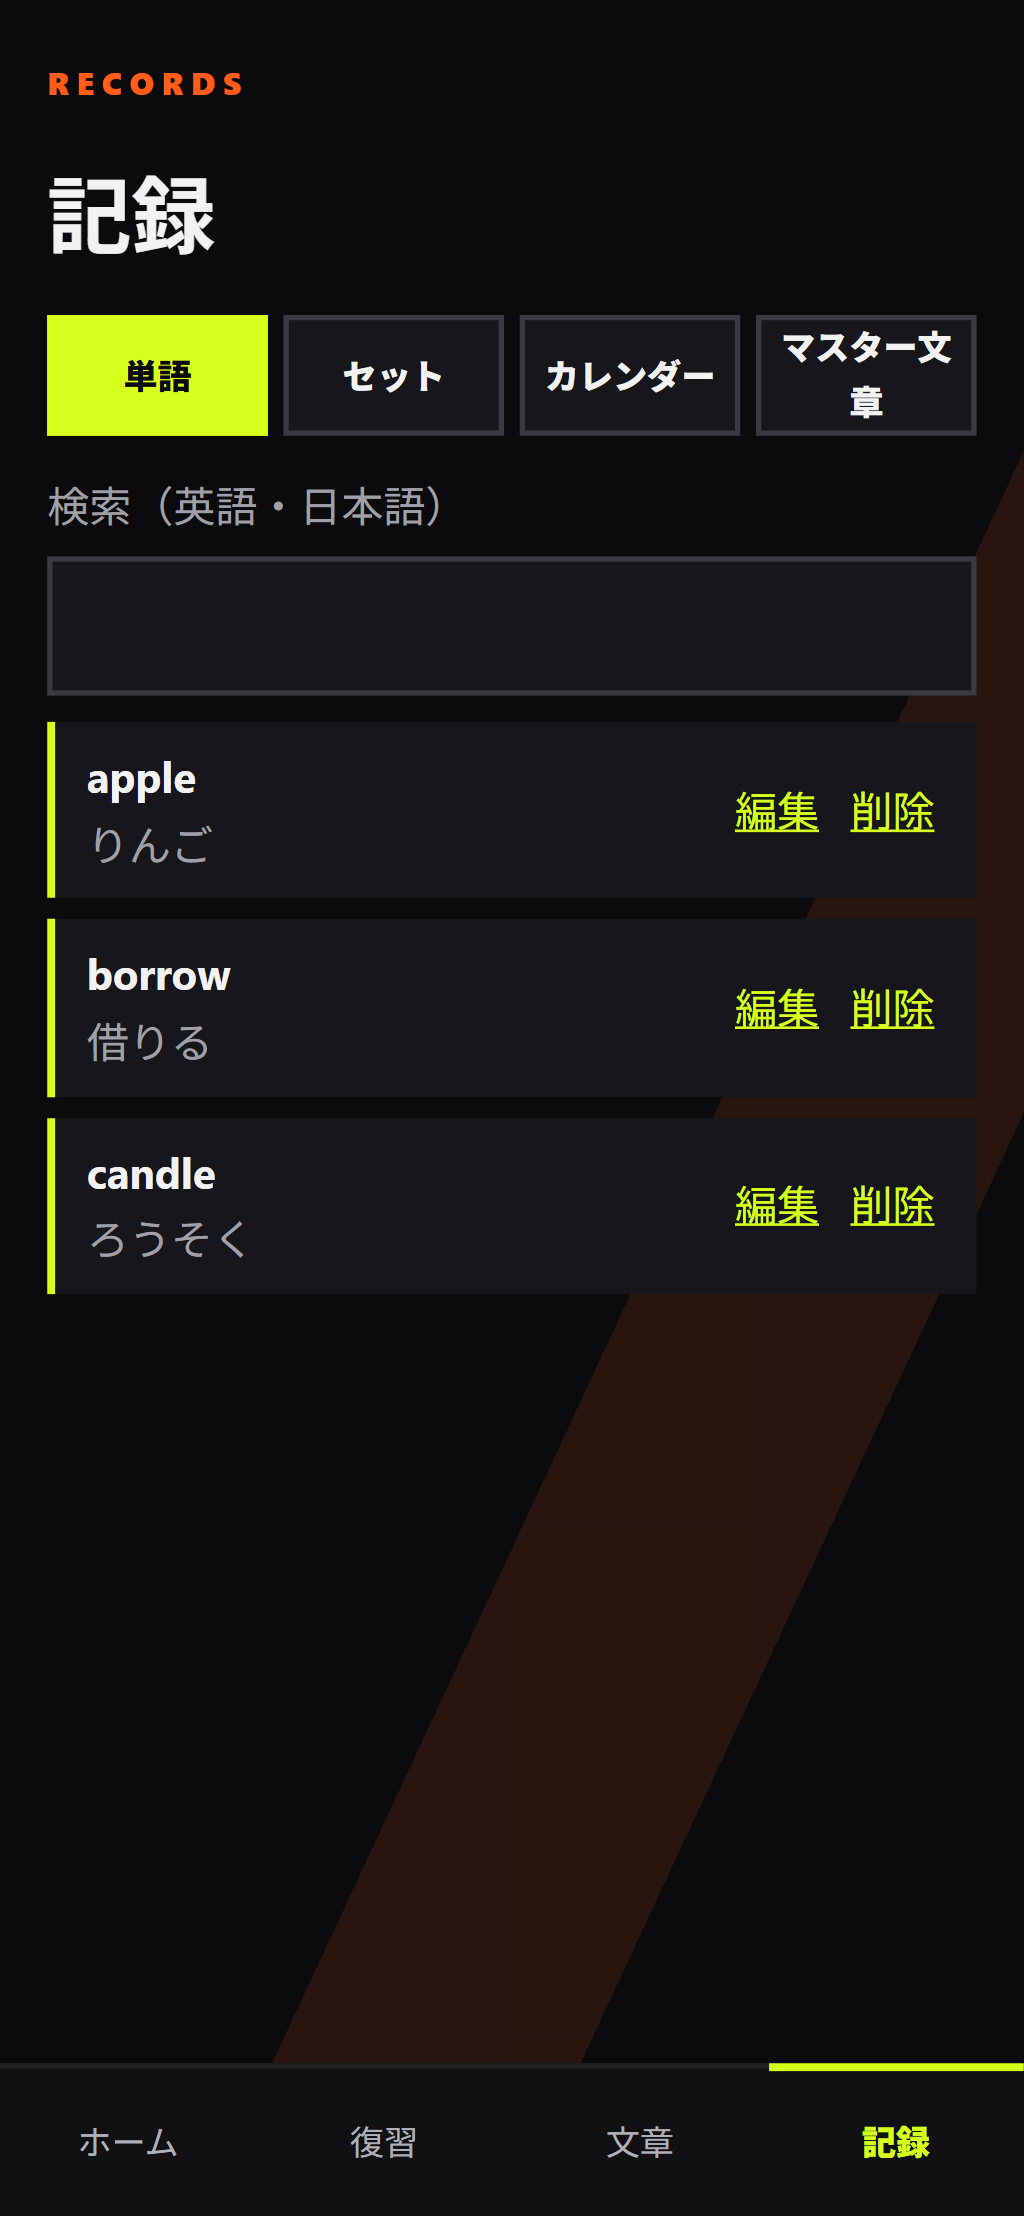 RECORDS
記録
単語
セット
カレンダー
マスター文
章
検索（英語・日本語）
apple
りんご
編集 削除
borrow
借りる
編集 削除
candle
ろうそく
編集 削除
ホーム
復習
文章
記録